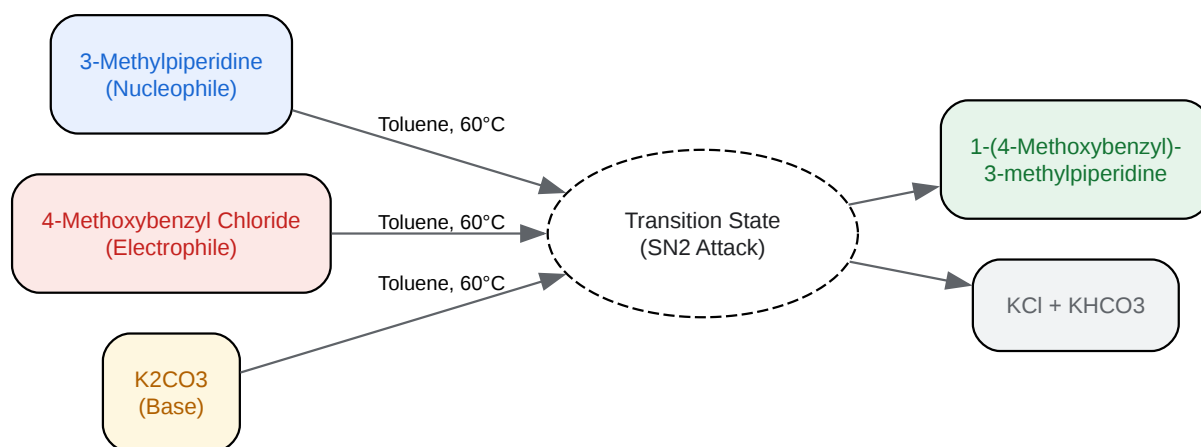 3-Methylpiperidine
(Nucleophile)
Toluene, 60°C
4-Methoxybenzyl Chloride
(Electrophile)
Toluene, 60°C
K2CO3
(Base)
Toluene, 60°C
Transition State
(SN2 Attack)
1-(4-Methoxybenzyl)-
3-methylpiperidine
KCl + KHCO3